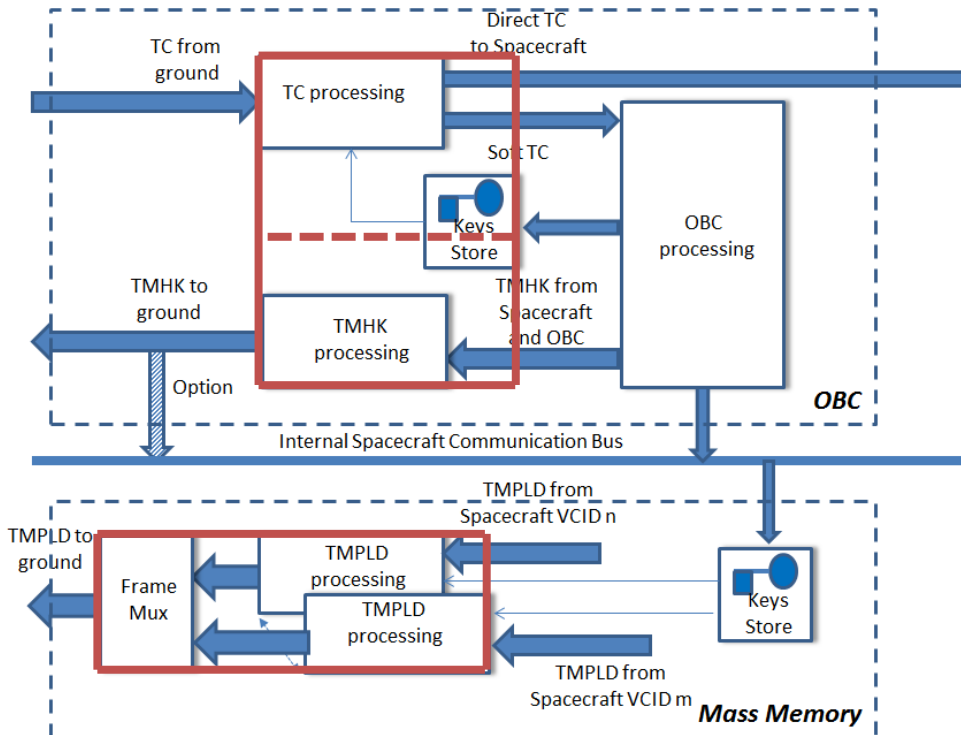 Direct TC
to Spacecraft
TC from
ground
TC processing
Soft TC
Keys
Store
OBC
processing
TMHK to
ground
TMHK from
Spacecraft
and OBC
TMHK
processing
Option
OBC
Internal Spacecraft Communication Bus
TMPLD from
Spacecraft VCID n
TMPLD to
ground
TMPLD
processing
Frame
Mux
TMPLD
processing
Keys
Store
TMPLD from
Spacecraft VCID m
Mass Memory